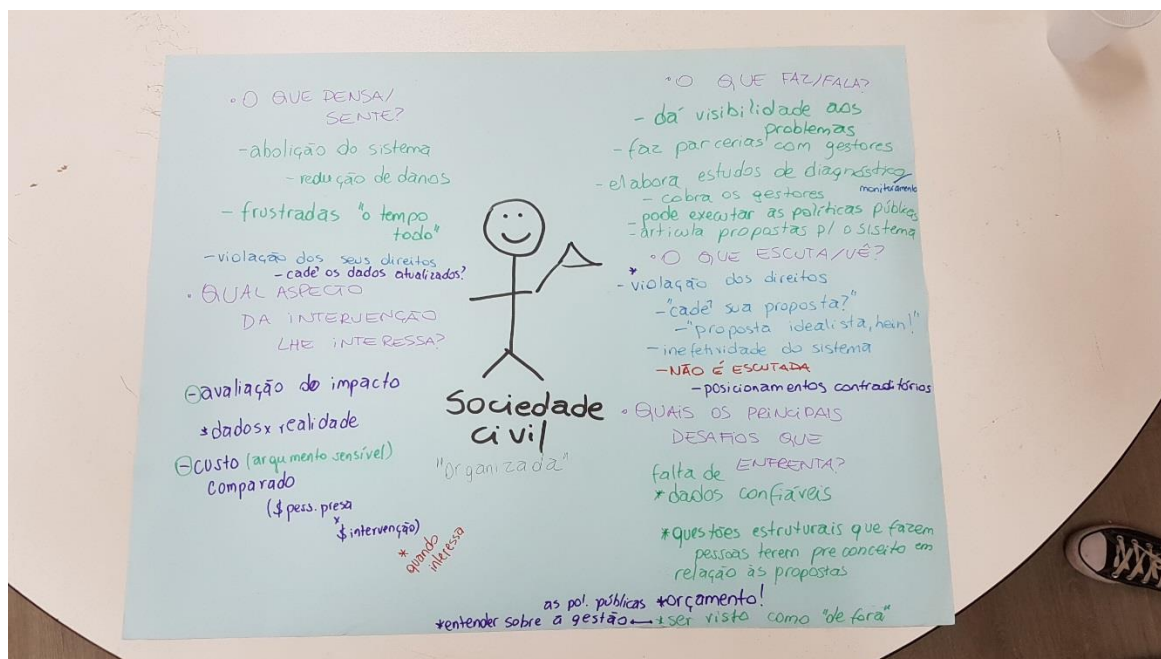 • O QUE PENSA/
SENTE?
-abolição do sistema
- redução de danos
- frustradas "o tempo
todo"
-violação dos seus direitos
-cadê os dados atualizados?
• QUAL ASPECTO
DA INTERVENÇÃO
LHE INTERESSA?
-avaliação do impacto
*dados x realidade
-custo (argumento sensível)
comparado
($ pess. presa
x
$ intervenção)
* quando
interessa
Sociedade
civil
"organizada"
• O QUE FAZ/FALA?
- dá visibilidade aos
problemas
- faz parcerias com gestores
- elabora estudos de diagnóstico
monitoramento
- cobra os gestores
- pode executar as políticas públicas
- articula propostas p/ o sistema
• O QUE ESCUTA/VÊ?
*
- violação dos direitos
- "cadê sua proposta?"
- "proposta idealista, hein!"
- inefetividade do sistema
- NÃO É ESCUTADA
- posicionamentos contraditórios
• QUAIS OS PRINCIPAIS
DESAFIOS QUE
ENFRENTA?
falta de
* dados confiáveis
* questões estruturais que fazem
pessoas terem preconceito em
relação às propostas
as pol. públicas *orçamento!
*entender sobre a gestão *ser visto como "de fora"